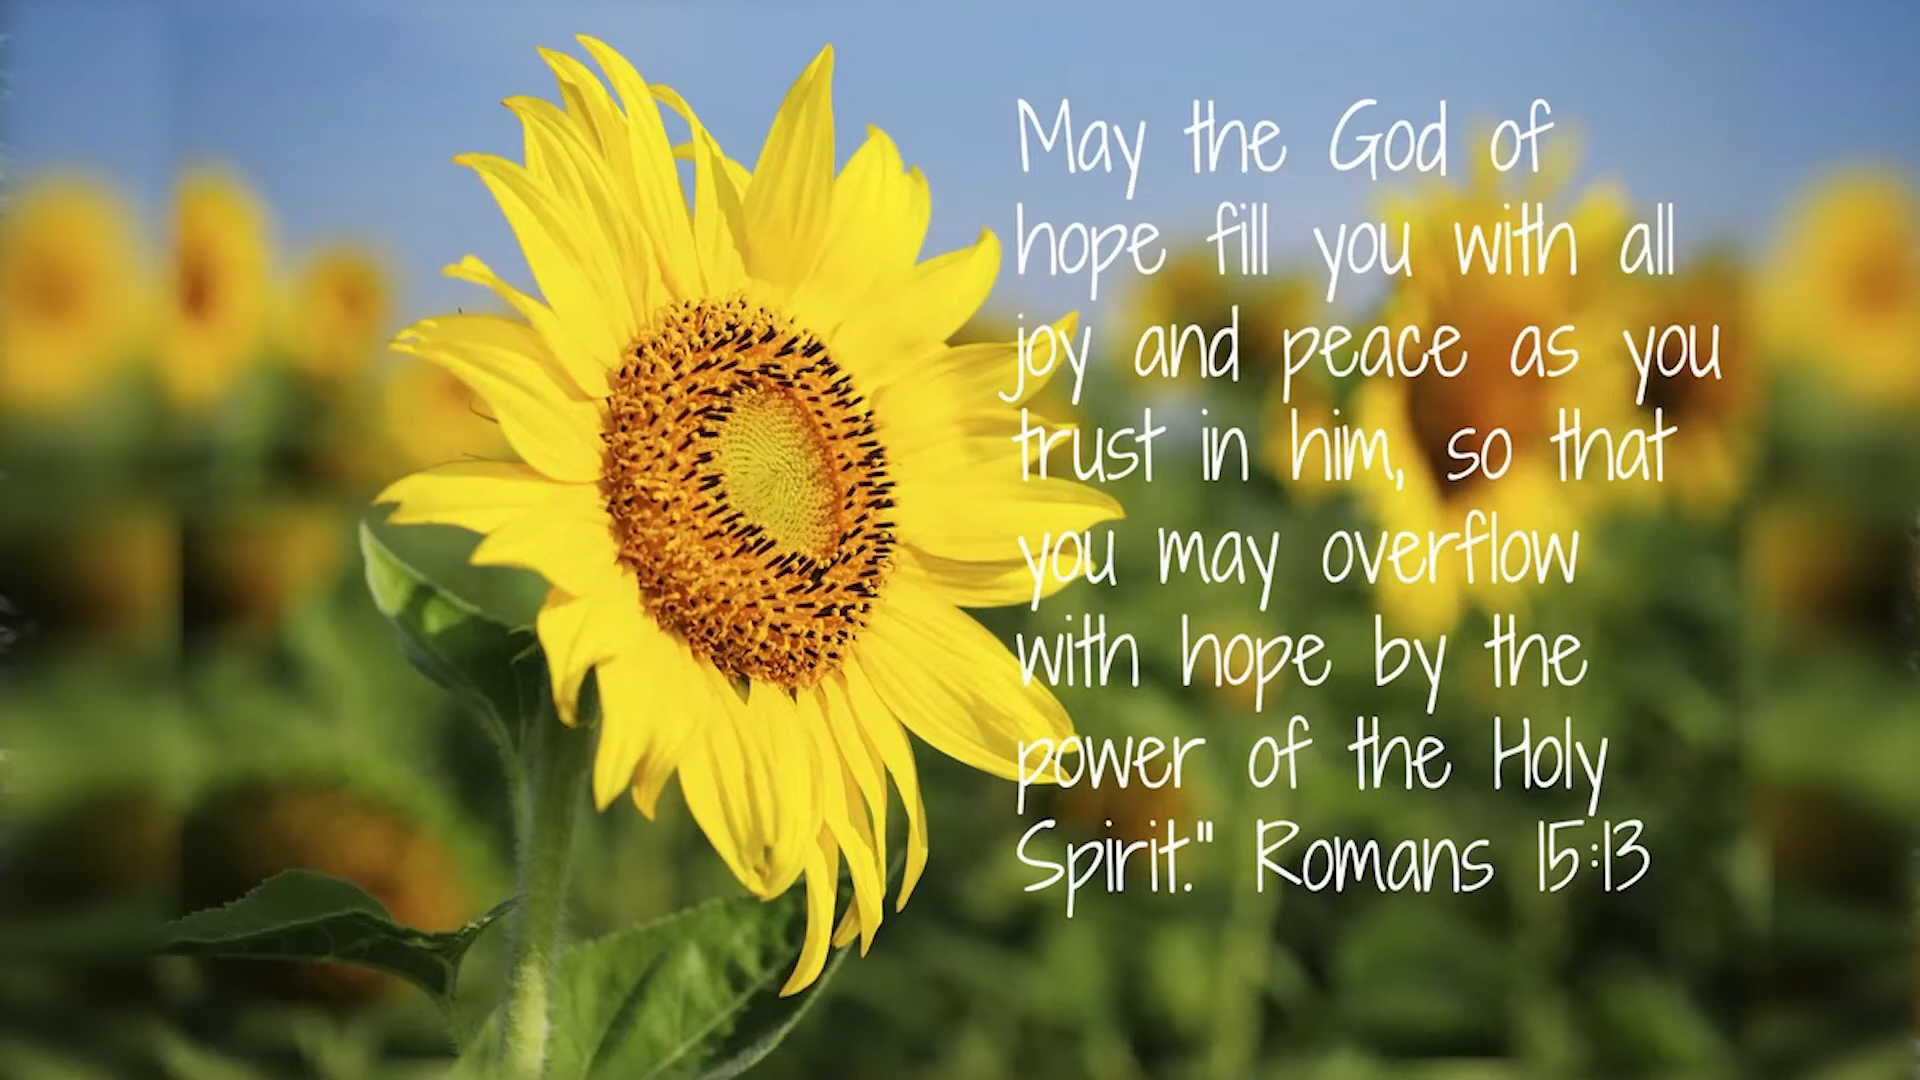 May the God of
hope fill you with all
joy and peace as you
trust in him, so that
you may overflow
with hope by the
power of the Holy
Spirit." Romans 15:13